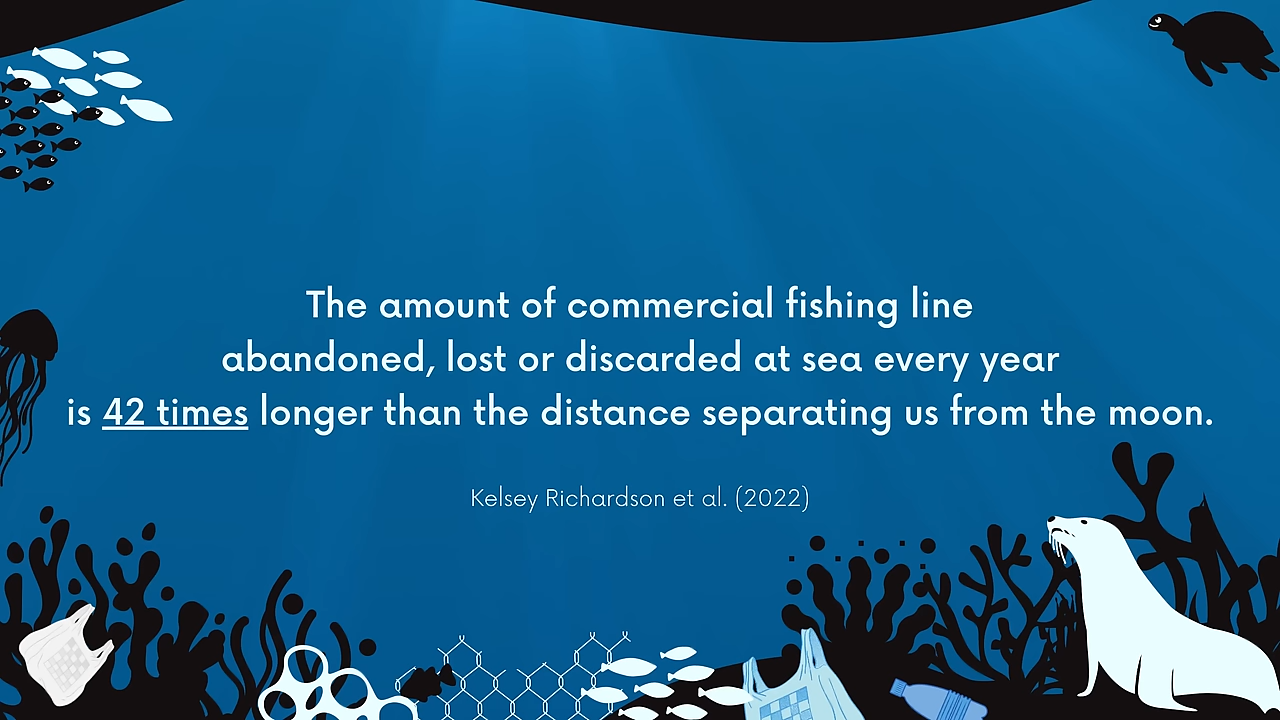 The amount of commercial fishing line
abandoned, lost or discarded at sea every year
is 42 times longer than the distance separating us from the moon.
Kelsey Richardson et al. (2022)